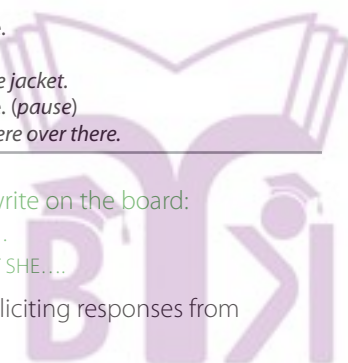 e jacket.
. (pause)
ere over there.
write on the board:
SHE….
liciting responses from